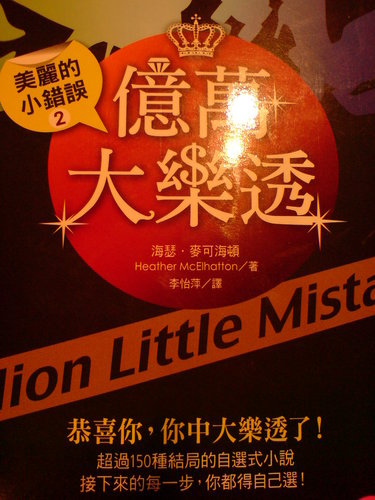 美麗的
小錯誤
2
億萬
大樂透
海瑟·麥可海頓
Heather McElhatton／著
李怡萍／譯
lion Little Mista
恭喜你，你中大樂透了！
超過150種結局的自選式小說
接下來的每一步，你都得自己選！